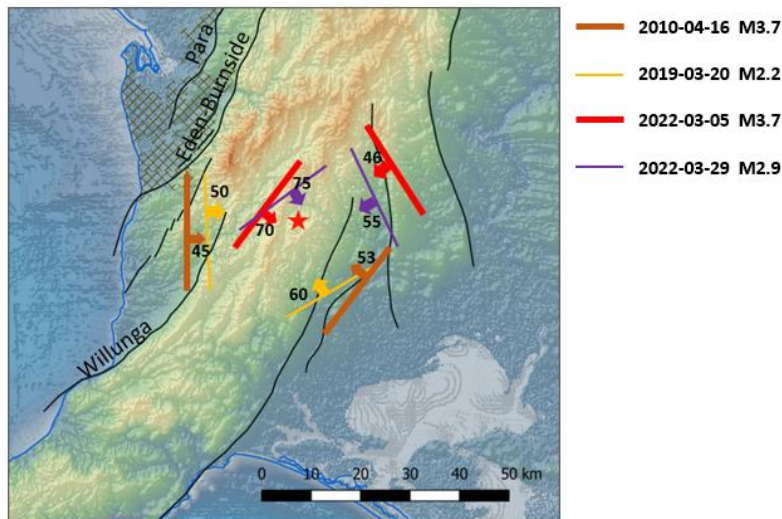 Para
Eden-Burnside
Willunga
46
75
50
55
70
45
53
60
0 10 20 30 40 50 km
2010-04-16 M3.7
2019-03-20 M2.2
2022-03-05 M3.7
2022-03-29 M2.9